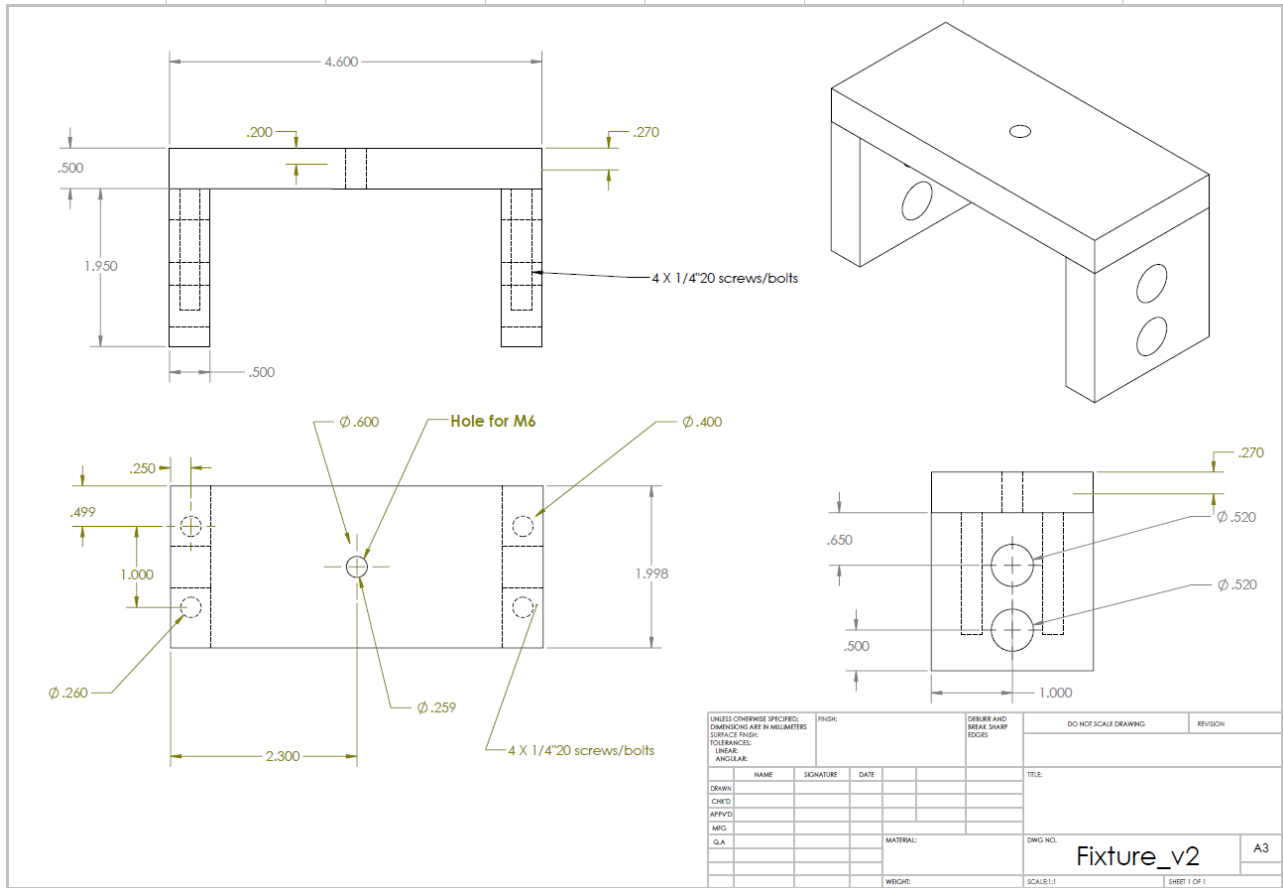 4.600
.200
.270
.500
1.950
4 X 1/4"20 screws/bolts
.500
Ø.600
Hole for M6
Ø.400
.250
.499
1.000
1.998
Ø.260
Ø.259
2.300
4 X 1/4"20 screws/bolts
.270
Ø.520
.650
Ø.520
.500
1.000
UNLESS OTHERWISE SPECIFIED:
DIMENSIONS ARE IN MILLIMETERS
SURFACE FINISH:
TOLERANCES:
LINEAR:
ANGULAR:
FINISH:
DEBURR AND
BREAK SHARP
EDGES
DO NOT SCALE DRAWING
REVISION
NAME
SIGNATURE
DATE
TITLE:
DRAWN
CHK'D
APPV'D
MFG
Q.A
MATERIAL:
DWG NO.
Fixture_v2
A3
WEIGHT:
SCALE:1:1
SHEET 1 OF 1